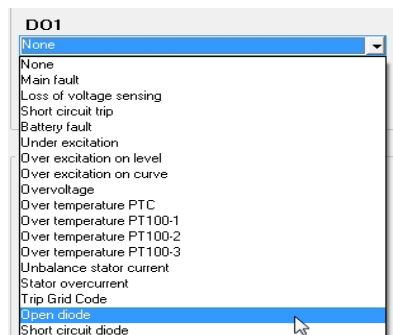 DO1
None
None
Main fault
Loss of voltage sensing
Short circuit trip
Battery fault
Under excitation
Over excitation on level
Over excitation on curve
Overvoltage
Over temperature PTC
Over temperature PT100-1
Over temperature PT100-2
Over temperature PT100-3
Unbalance stator current
Stator overcurrent
Trip Grid Code
Open diode
Short circuit diode